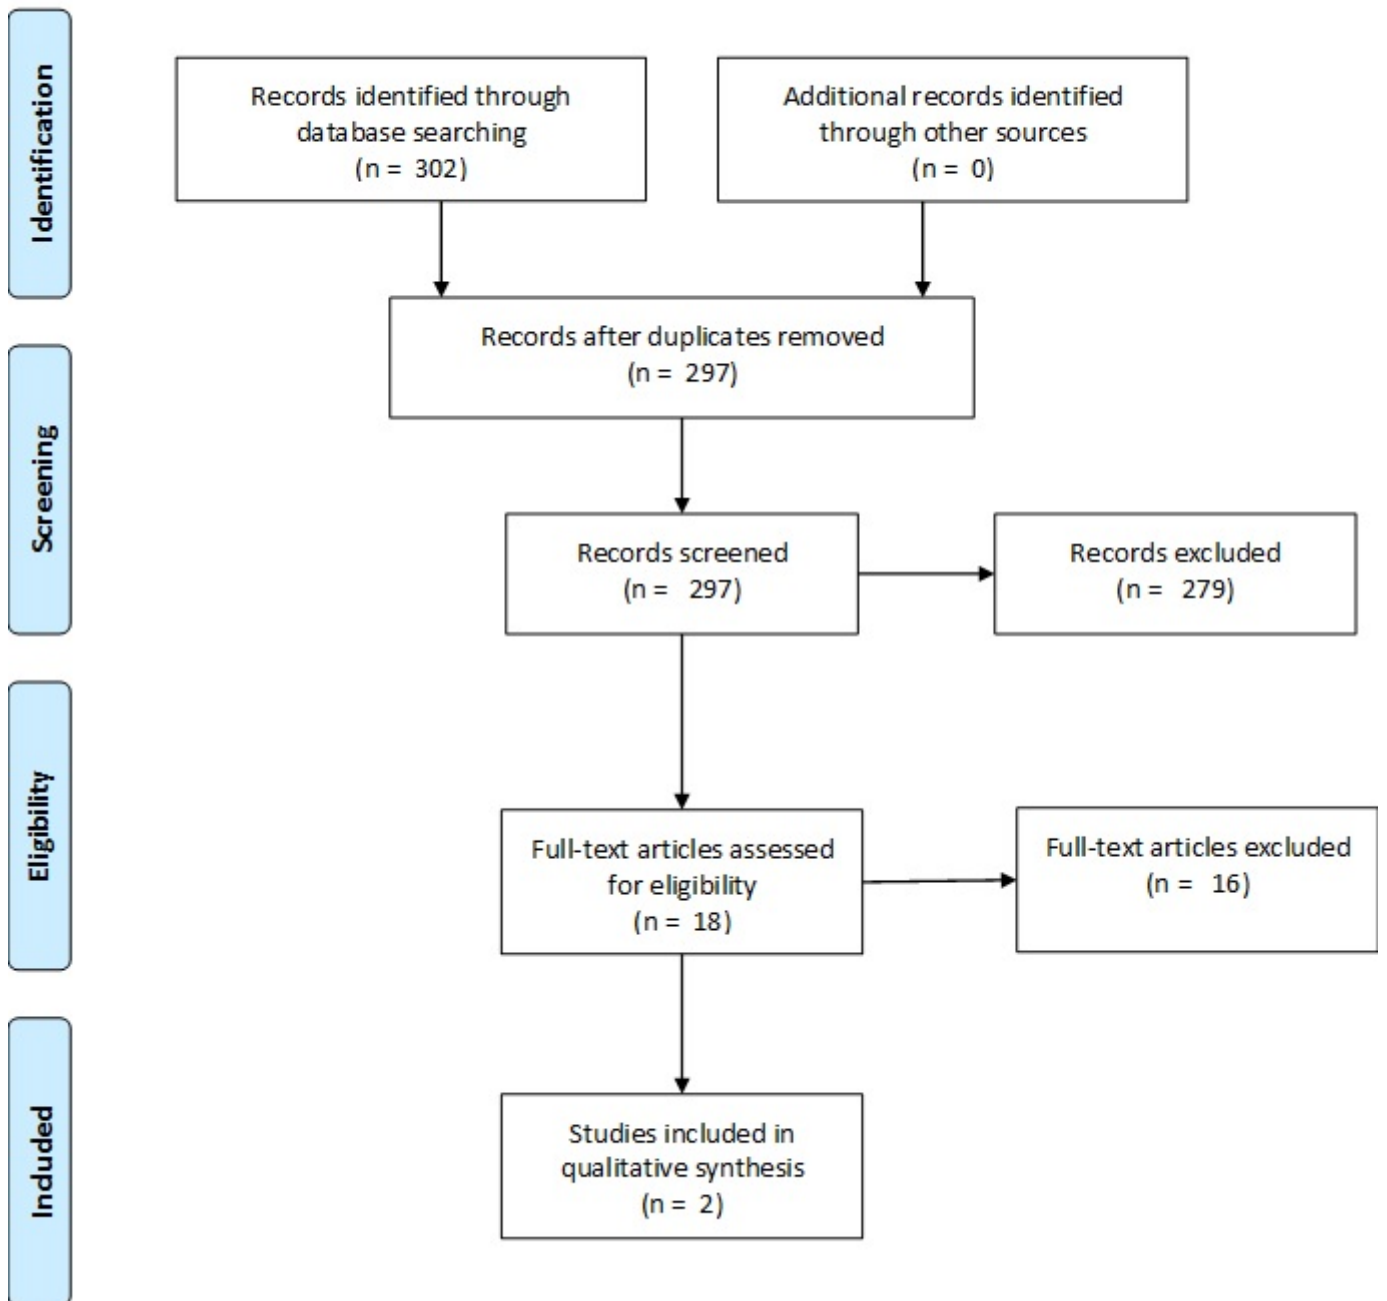 Identification
Records identified through
database searching
(n = 302)
Additional records identified
through other sources
(n = 0)
Records after duplicates removed
(n = 297)
Screening
Records screened
(n = 297)
Records excluded
(n = 279)
Eligibility
Full-text articles assessed
for eligibility
(n = 18)
Full-text articles excluded
(n = 16)
Included
Studies included in
qualitative synthesis
(n = 2)